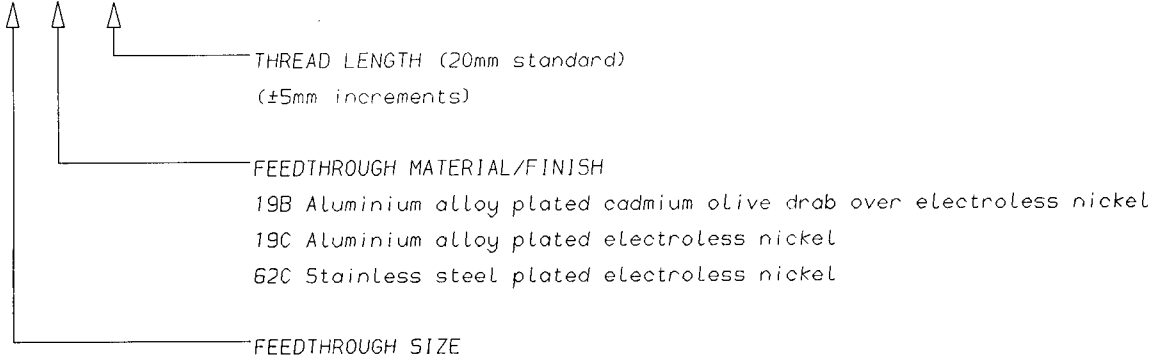 THREAD LENGTH (20mm standard)
(±5mm increments)
FEEDTHROUGH MATERIAL/FINISH
19B Aluminium alloy plated cadmium olive drab over electroless nickel
19C Aluminium alloy plated electroless nickel
62C Stainless steel plated electroless nickel
FEEDTHROUGH SIZE